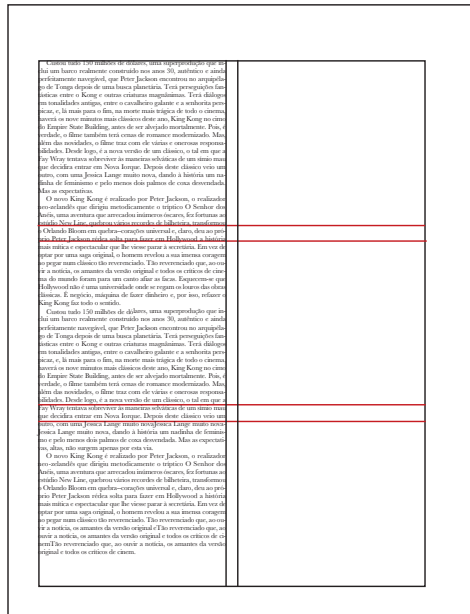 Custou tudo 150 milhões de dólares, uma superprodução que in-
clui um barco realmente construído nos anos 30, autêntico e ainda
perfeitamente navegável, que Peter Jackson encontrou no arquipéla-
go de Tonga depois de uma busca planetária. Terá perseguições fan-
tásticas entre o Kong e outras criaturas magnânimas. Terá diálogos
em tonalidades antigas, entre o cavalheiro galante e a senhorita pers-
picaz, e, lá mais para o fim, na morte mais trágica de todo o cinema,
haverá os nove minutos mais clássicos deste ano, King Kong no cimo
do Empire State Building, antes de ser alvejado mortalmente. Pois, é
verdade, o filme também terá cenas de romance moderado. Mas,
além das novidades, o filme traz com ele várias e onerosas responsa-
bilidades. Desde logo, é a nova versão de um clássico, o tal em que a
Fay Wray tentava sobreviver às maneiras selváticas de um símio mau
que decidira entrar em Nova Iorque. Depois deste clássico veio um
outro, com uma Jessica Lange muito nova, dando à história um na-
dinha de feminismo e pelo menos dois palmos de coxa desvendada.
Mas as expectativas.
O novo King Kong é realizado por Peter Jackson, o realizador
neo-zelandês que dirigiu metodicamente o tríptico O Senhor dos
Anéis, uma aventura que arrecadou inúmeros óscares, fez fortunas ao
estúdio New Line, quebrou vários recordes de bilheteira, transformou
o Orlando Bloom em quebra–corações universal e, claro, deu ao pró-
prio Peter Jackson rédea solta para fazer em Hollywood a história
mais mítica e espectacular que lhe viesse parar à secretária. Em vez de
optar por uma saga original, o homem revelou a sua intensa coragem
ao pegar num clássico tão reverenciado. Tão reverenciado que, ao ou-
vir a notícia, os amantes da versão original e todos os críticos de cine-
ma do mundo foram para um canto afiar as facas. Esquecem-se que
Hollywood não é uma universidade onde se regam os louros das obras
clássicas. É negócio, máquina de fazer dinheiro e, por isso, refazer o
King Kong faz todo o sentido.
Custou tudo 150 milhões de dólares, uma superprodução que in-
clui um barco realmente construído nos anos 30, autêntico e ainda
perfeitamente navegável, que Peter Jackson encontrou no arquipéla-
go de Tonga depois de uma busca planetária. Terá perseguições fan-
tásticas entre o Kong e outras criaturas magnânimas. Terá diálogos
em tonalidades antigas, entre o cavalheiro galante e a senhorita pers-
picaz, e, lá mais para o fim, na morte mais trágica de todo o cinema,
haverá os nove minutos mais clássicos deste ano, King Kong no cimo
do Empire State Building, antes de ser alvejado mortalmente. Pois, é
verdade, o filme também terá cenas de romance moderado. Mas,
além das novidades, o filme traz com ele várias e onerosas responsa-
bilidades. Desde logo, é a nova versão de um clássico, o tal em que a
Fay Wray tentava sobreviver às maneiras selváticas de um símio mau
que decidira entrar em Nova Iorque. Depois deste clássico veio um
outro, com uma Jessica Lange muito novaJessica Lange muito nova-
Jessica Lange muito nova, dando à história um nadinha de feminis-
mo e pelo menos dois palmos de coxa desvendada. Mas as expectati-
vas, altas, não surgem apenas por esta via.
O novo King Kong é realizado por Peter Jackson, o realizador
neo-zelandês que dirigiu metodicamente o tríptico O Senhor dos
Anéis, uma aventura que arrecadou inúmeros óscares, fez fortunas ao
estúdio New Line, quebrou vários recordes de bilheteira, transformou
o Orlando Bloom em quebra–corações universal e, claro, deu ao pró-
prio Peter Jackson rédea solta para fazer em Hollywood a história
mais mítica e espectacular que lhe viesse parar à secretária. Em vez de
optar por uma saga original, o homem revelou a sua intensa coragem
ao pegar num clássico tão reverenciado. Tão reverenciado que, ao ou-
vir a notícia, os amantes da versão original eTão reverenciado que, ao
ouvir a notícia, os amantes da versão original e todos os críticos de ci-
nemTão reverenciado que, ao ouvir a notícia, os amantes da versão
original e todos os críticos de cinem.